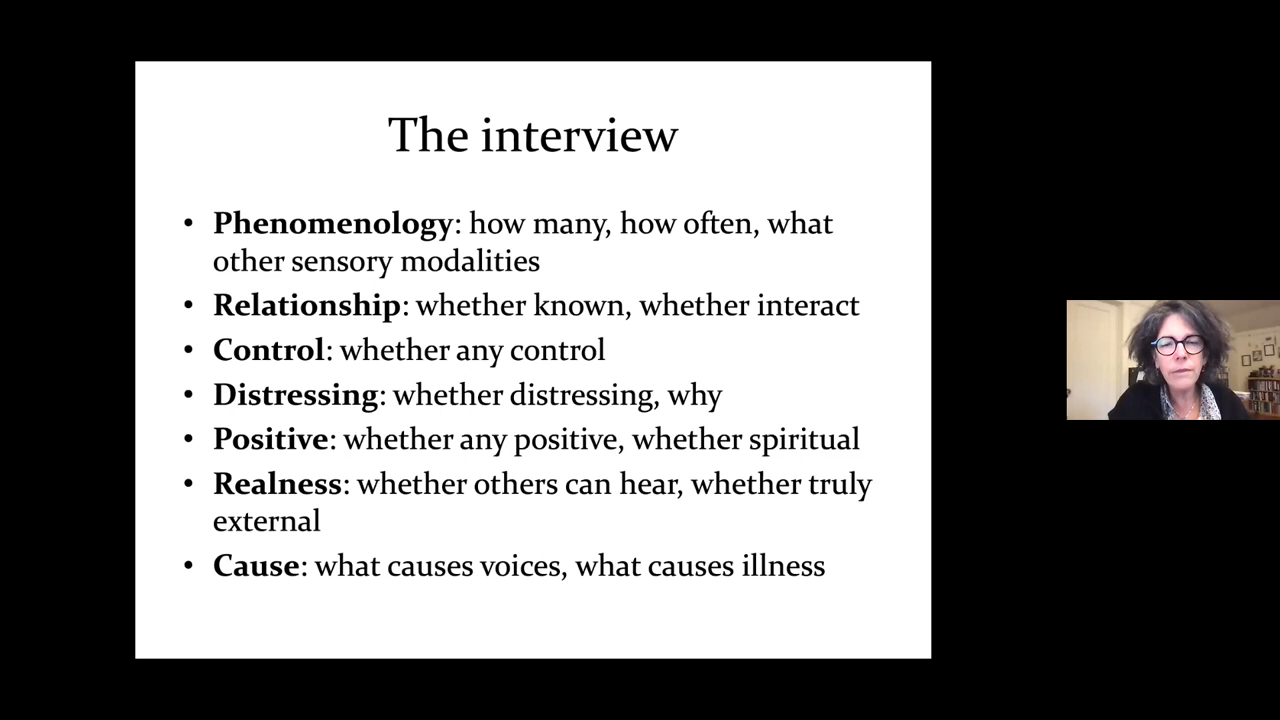 The interview
• Phenomenology: how many, how often, what
other sensory modalities
• Relationship: whether known, whether interact
• Control: whether any control
• Distressing: whether distressing, why
• Positive: whether any positive, whether spiritual
• Realness: whether others can hear, whether truly
external
• Cause: what causes voices, what causes illness